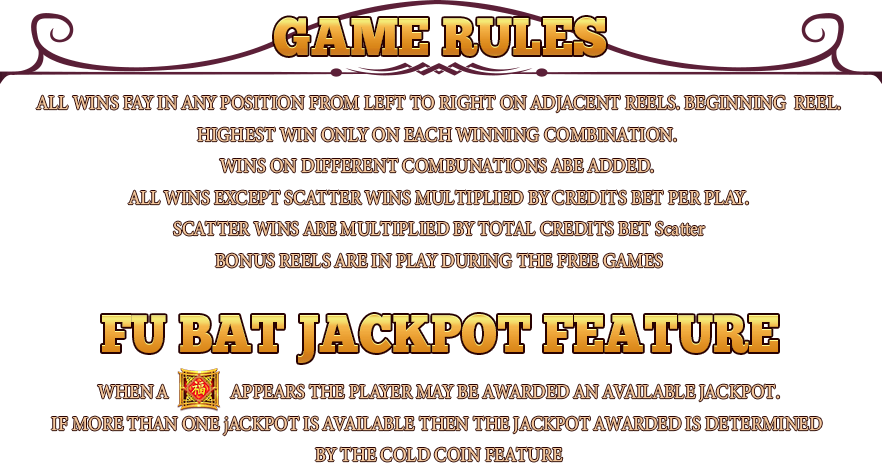 GAME RULES
ALL WINS FAY IN ANY POSITION FROM LEFT TO RIGHT ON ADJACENT REELS. BEGINNING REEL.
HIGHEST WIN ONLY ON EACH WINNING COMBINATION.
WINS ON DIFFERENT COMBUNATIONS ABE ADDED.
ALL WINS EXCEPT SCATTER WINS MULTIPLIED BY CREDITS BET PER PLAY.
SCATTER WINS ARE MULTIPLIED BY TOTAL CREDITS BET Scatter
BONUS REELS ARE IN PLAY DURING THE FREE GAMES
FU BAT JACKPOT FEATURE
WHEN A 福 APPEARS THE PLAYER MAY BE AWARDED AN AVAILABLE JACKPOT.
IF MORE THAN ONE jACKPOT IS AVAILABLE THEN THE JACKPOT AWARDED IS DETERMINED
BY THE COLD COIN FEATURE